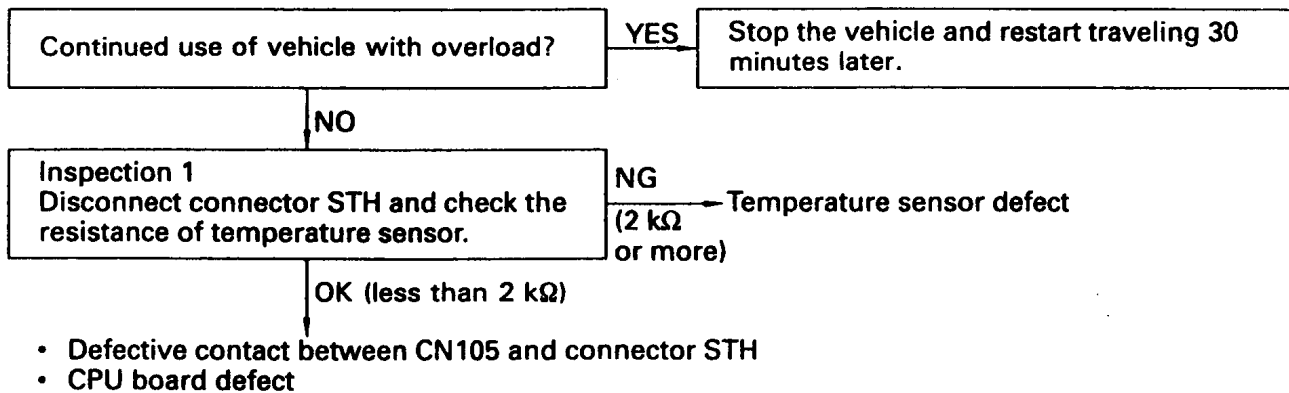 Continued use of vehicle with overload?
YES
Stop the vehicle and restart traveling 30
minutes later.
NO
Inspection 1
Disconnect connector STH and check the
resistance of temperature sensor.
NG
(2 kΩ
or more)
Temperature sensor defect
OK (less than 2 kΩ)
• Defective contact between CN105 and connector STH
• CPU board defect